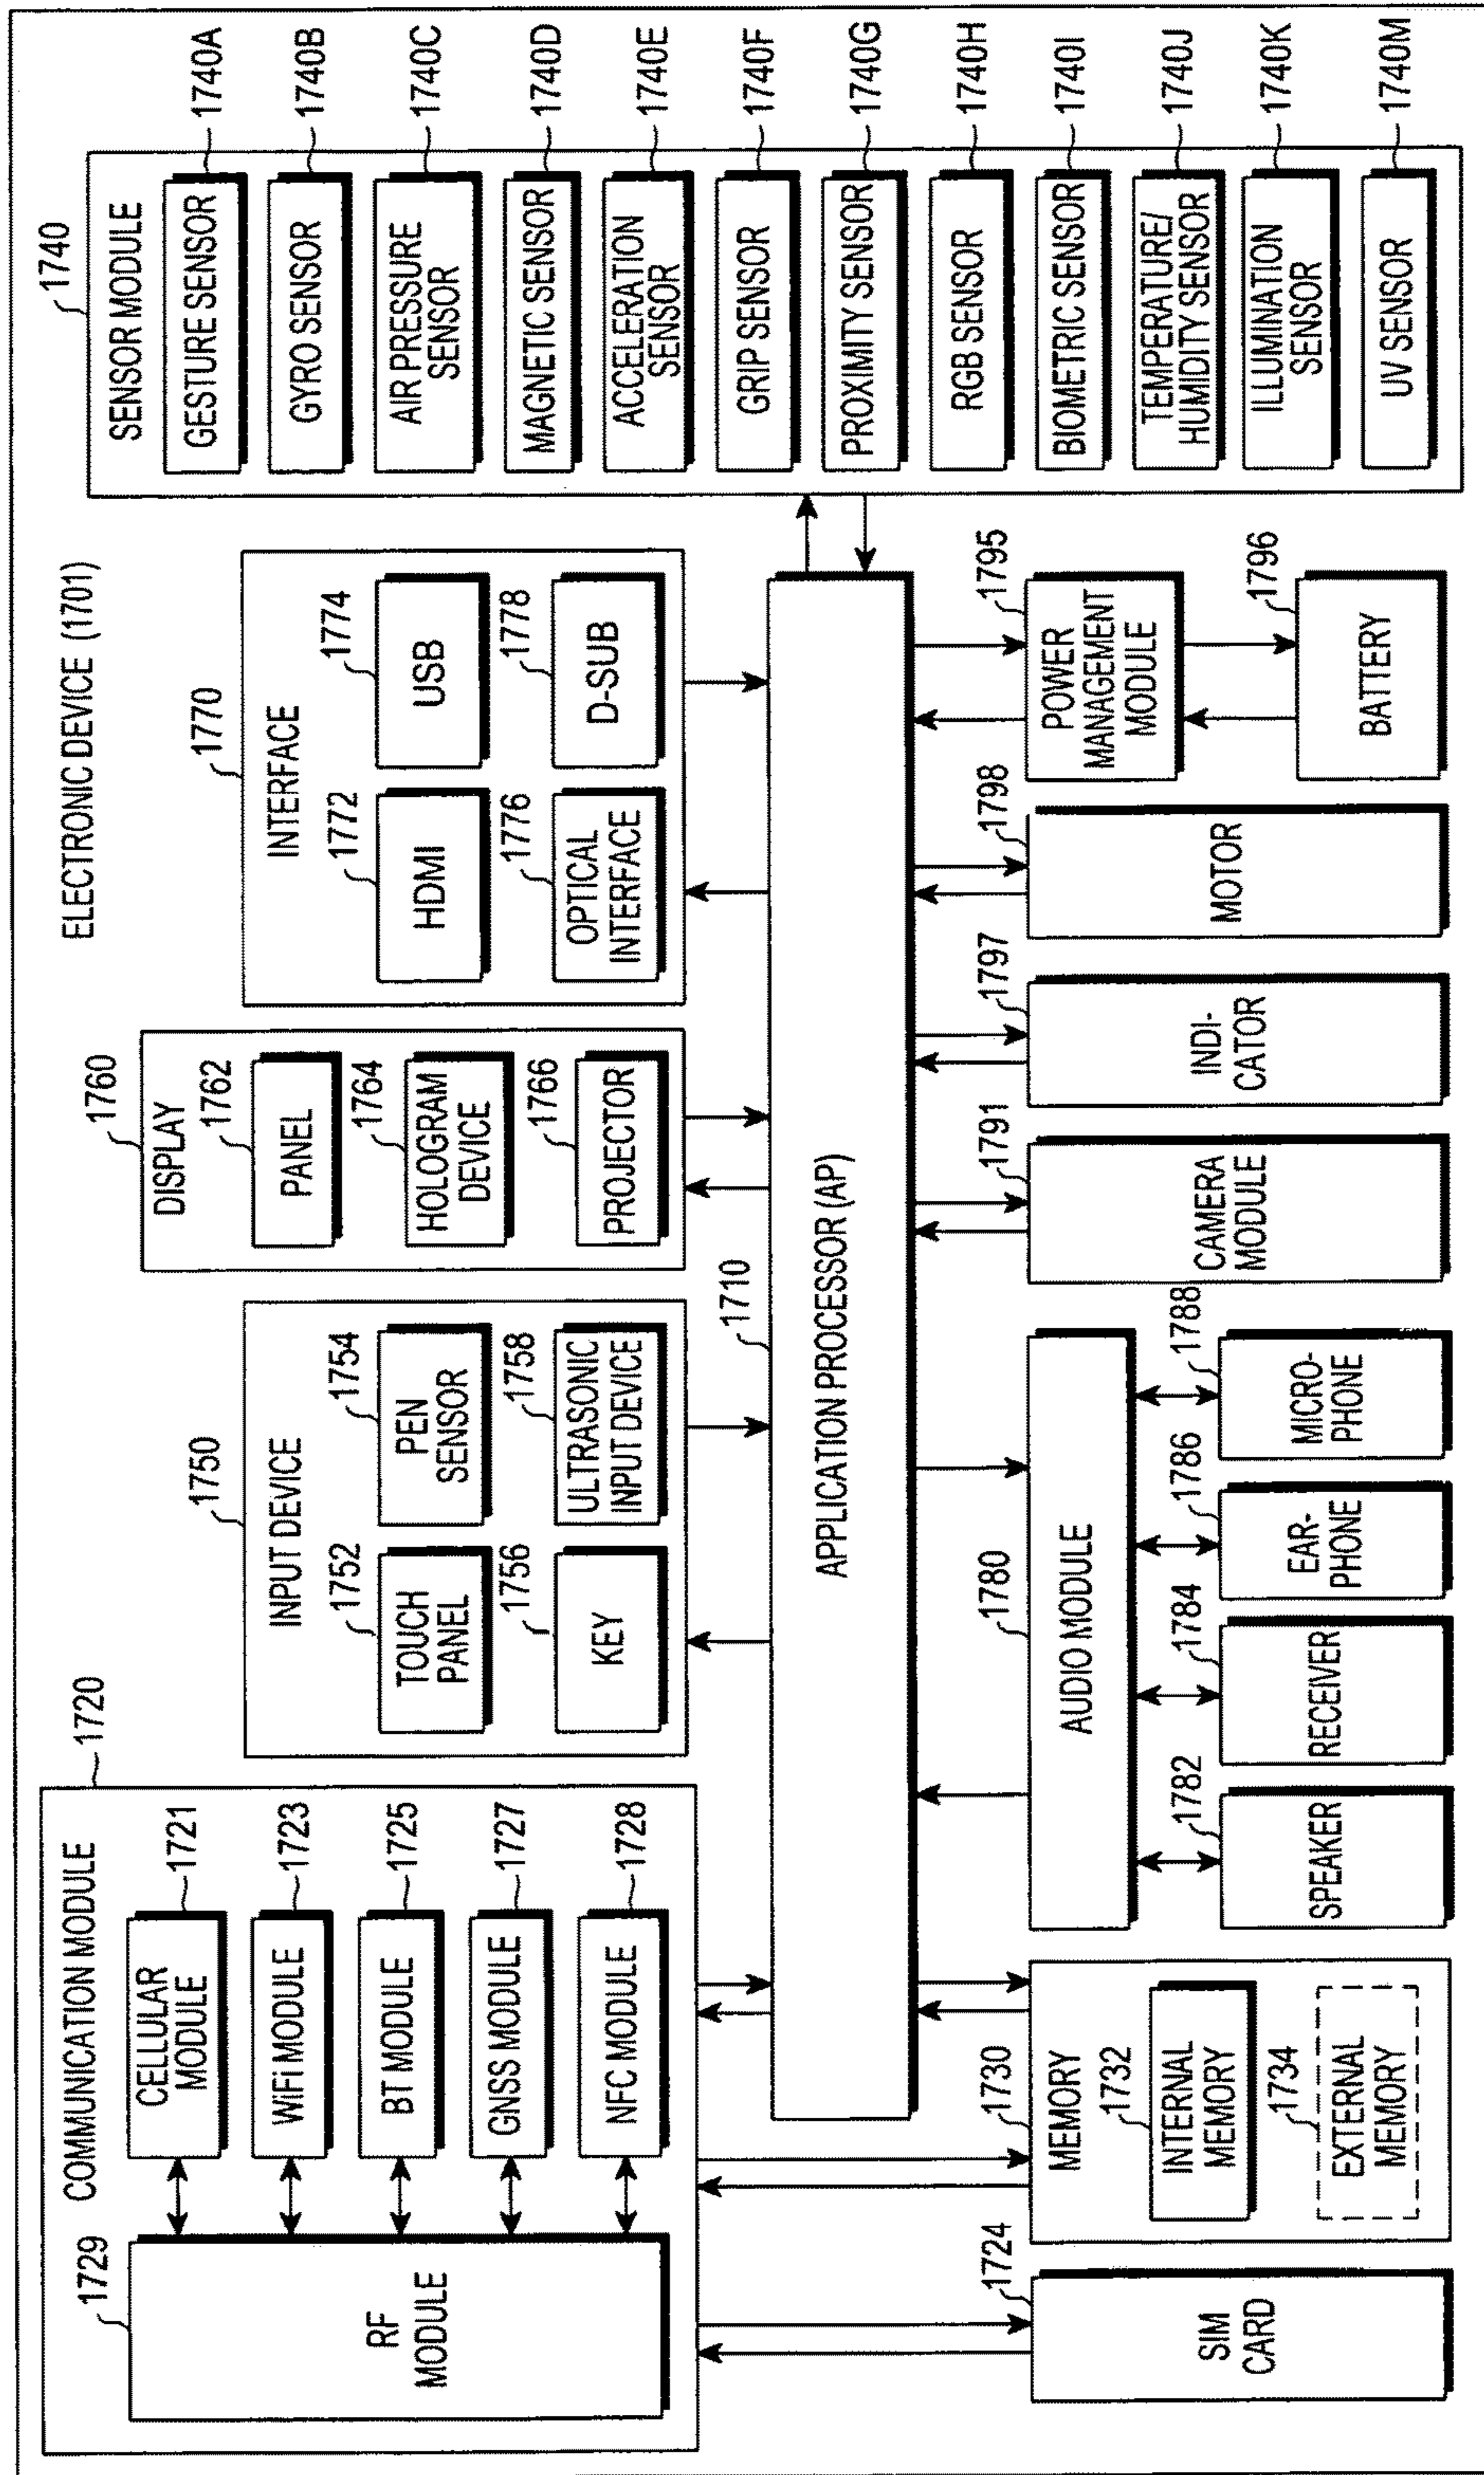 ELECTRONIC DEVICE (1701)
1720
COMMUNICATION MODULE
1729
RF
MODULE
CELLULAR
MODULE
1721
WiFi MODULE
1723
BT MODULE
1725
GNSS MODULE
1727
NFC MODULE
1728
1750
INPUT DEVICE
1752
TOUCH
PANEL
1754
PEN
SENSOR
1756
KEY
1758
ULTRASONIC
INPUT DEVICE
1760
DISPLAY
1762
PANEL
1764
HOLOGRAM
DEVICE
1766
PROJECTOR
1770
INTERFACE
1772
HDMI
1774
USB
1776
OPTICAL
INTERFACE
1778
D-SUB
1740
SENSOR MODULE
GESTURE SENSOR
1740A
GYRO SENSOR
1740B
AIR PRESSURE
SENSOR
1740C
MAGNETIC SENSOR
1740D
ACCELERATION
SENSOR
1740E
GRIP SENSOR
1740F
PROXIMITY SENSOR
1740G
RGB SENSOR
1740H
BIOMETRIC SENSOR
1740I
TEMPERATURE/
HUMIDITY SENSOR
1740J
ILLUMINATION
SENSOR
1740K
UV SENSOR
1740M
1710
APPLICATION PROCESSOR (AP)
1724
SIM
CARD
1730
MEMORY
1732
INTERNAL
MEMORY
1734
EXTERNAL
MEMORY
1780
AUDIO MODULE
1782
SPEAKER
1784
RECEIVER
1786
EAR-
PHONE
1788
MICRO-
PHONE
1791
CAMERA
MODULE
1797
INDI-
CATOR
1798
MOTOR
1795
POWER
MANAGEMENT
MODULE
1796
BATTERY